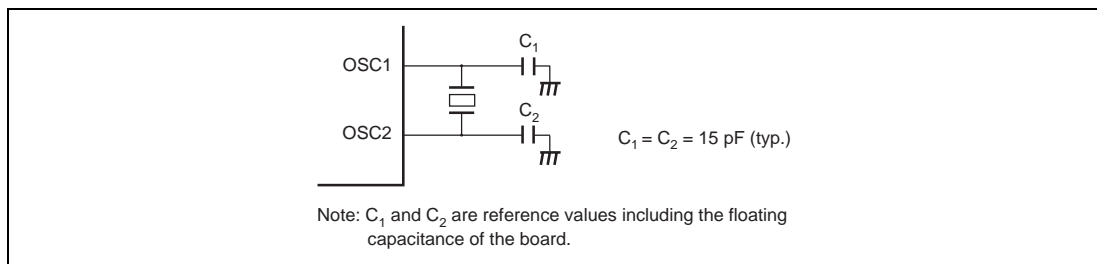 C₁
OSC1
C₂
OSC2
C₁ = C₂ = 15 pF (typ.)
Note: C₁ and C₂ are reference values including the floating
capacitance of the board.